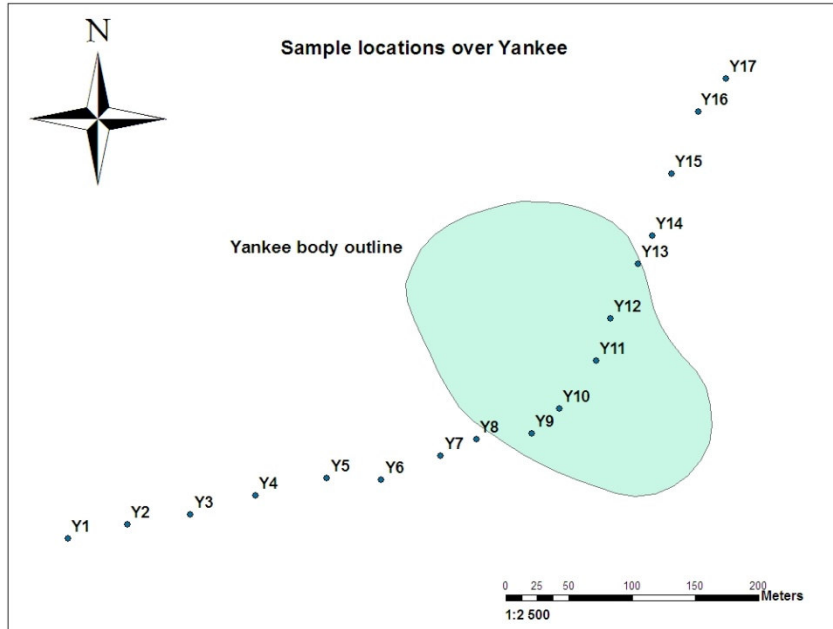 N
Sample locations over Yankee
Y17
Y16
Y15
Y14
Yankee body outline
Y13
Y12
Y11
Y10
Y9
Y8
Y7
Y6
Y5
Y4
Y3
Y2
Y1
0 25 50 100 150 200
Meters
1:2 500